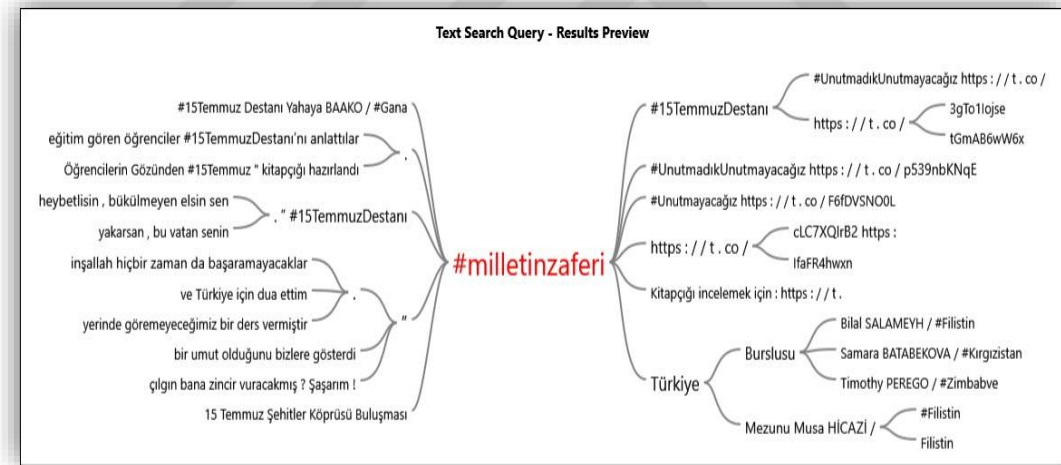 Text Search Query - Results Preview
#15Temmuz Destanı Yahaya BAAKO / #Gana
eğitim gören öğrenciler #15TemmuzDestanı'nı anlattılar
.
Öğrencilerin Gözünden #15Temmuz " kitapçığı hazırlandı
heybetlisin , bükülmeyen elsin sen
. " #15TemmuzDestanı
yakarsan , bu vatan senin
inşallah hiçbir zaman da başaramayacaklar
ve Türkiye için dua ettim
.
yerinde göremeyeceğimiz bir ders vermiştir
"
bir umut olduğunu bizlere gösterdi
çılgın bana zincir vuracakmış ? Şaşarım !
15 Temmuz Şehitler Köprüsü Buluşması
#milletinzaferi
#15TemmuzDestanı
#UnutmadıkUnutmayacağız https : / / t . co /
https : / / t . co /
3gTo1Iojse
tGmAB6wW6x
#UnutmadıkUnutmayacağız https : / / t . co / p539nbKNqE
#Unutmayacağız https : / / t . co / F6fDVSNO0L
https : / / t . co /
cLC7XQIrB2 https :
IfaFR4hwxn
Kitapçığı incelemek için : https : / / t .
Türkiye
Burslusu
Bilal SALAMEYH / #Filistin
Samara BATABEKOVA / #Kırgızistan
Timothy PEREGO / #Zimbabve
Mezunu Musa HİCAZİ /
#Filistin
Filistin